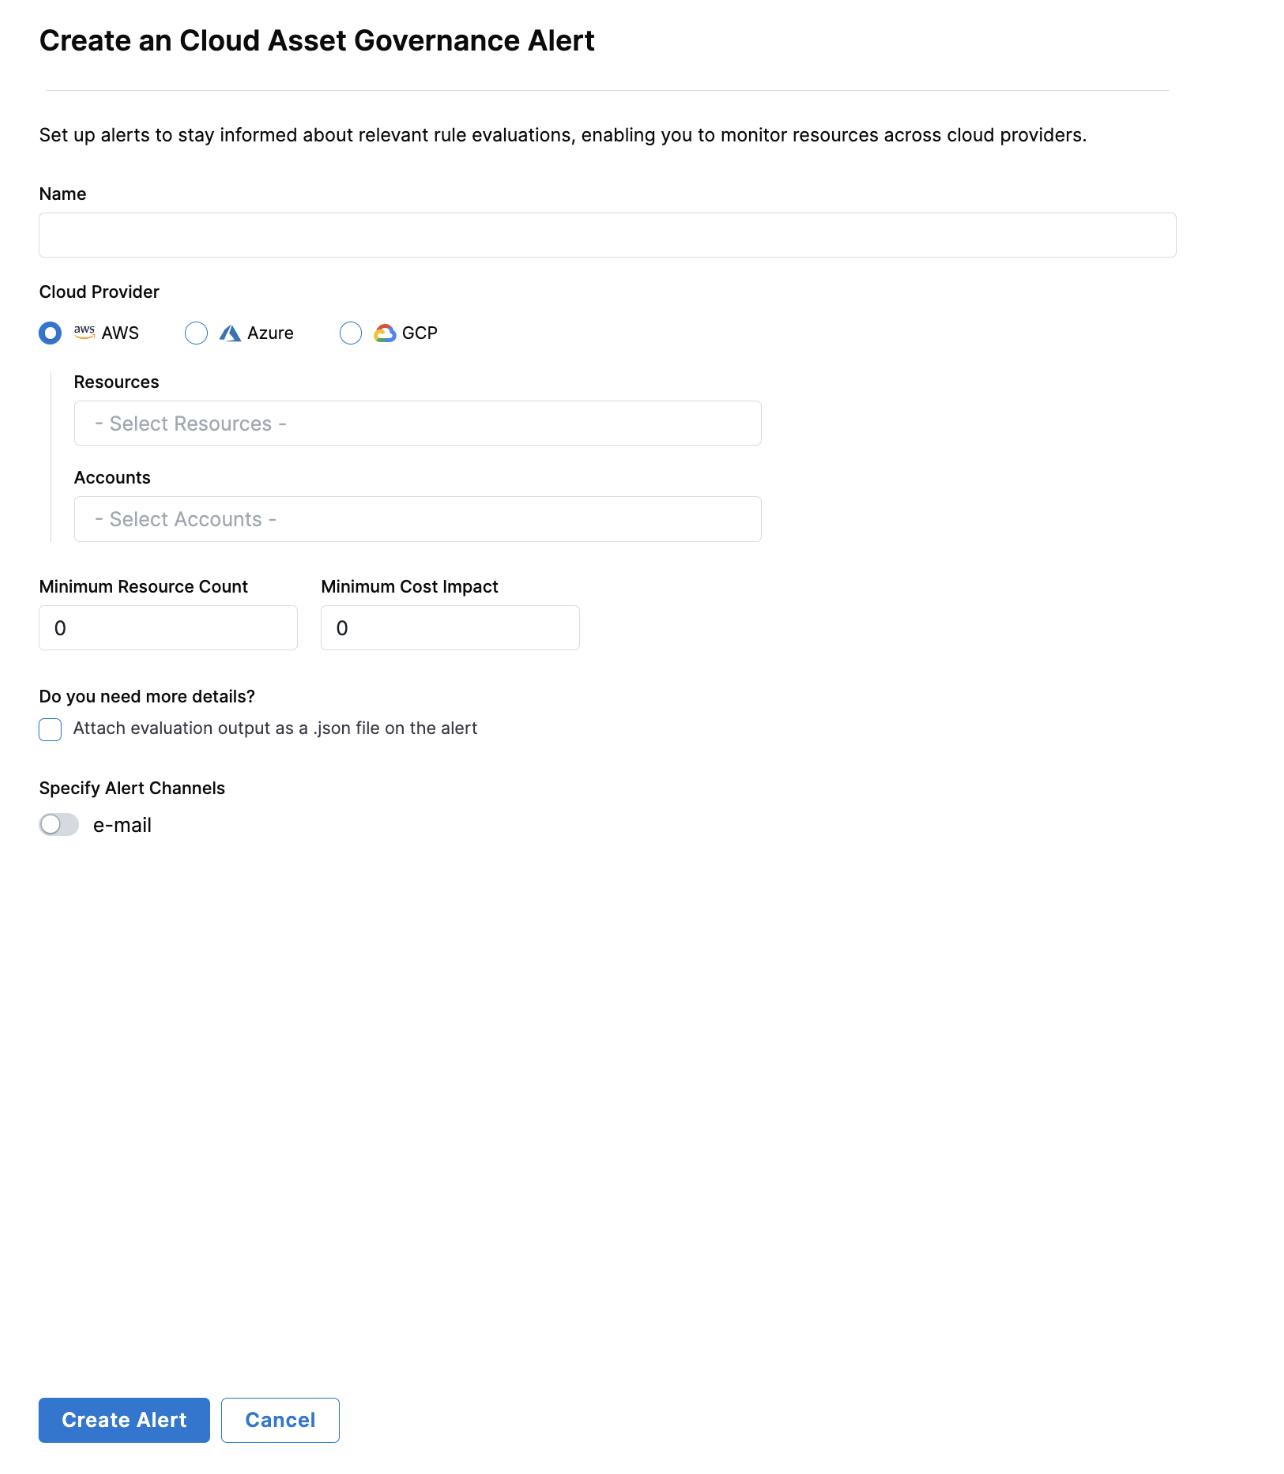 Create an Cloud Asset Governance Alert
Set up alerts to stay informed about relevant rule evaluations, enabling you to monitor resources across cloud providers.
Name
Cloud Provider
aws AWS Azure GCP
Resources
- Select Resources -
Accounts
- Select Accounts -
Minimum Resource Count Minimum Cost Impact
0 0
Do you need more details?
Attach evaluation output as a .json file on the alert
Specify Alert Channels
e-mail
Create Alert Cancel